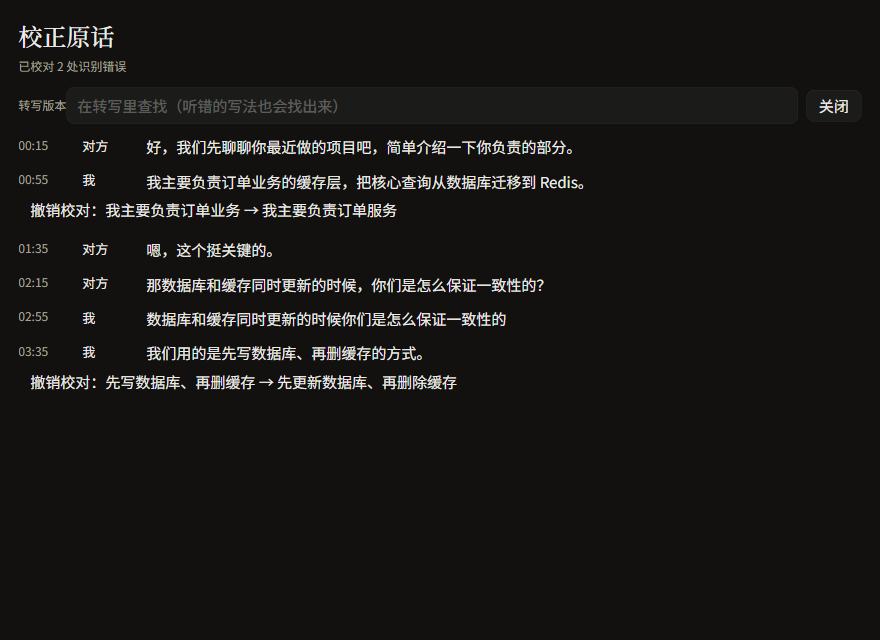 校正原话
已校对 2 处识别错误
转写版本 在转写里查找（听错的写法也会找出来） 关闭
00:15 对方 好，我们先聊聊你最近做的项目吧，简单介绍一下你负责的部分。
00:55 我 我主要负责订单业务的缓存层，把核心查询从数据库迁移到 Redis。
撤销校对：我主要负责订单业务 → 我主要负责订单服务
01:35 对方 嗯，这个挺关键的。
02:15 对方 那数据库和缓存同时更新的时候，你们是怎么保证一致性的？
02:55 我 数据库和缓存同时更新的时候你们是怎么保证一致性的
03:35 我 我们用的是先写数据库、再删缓存的方式。
撤销校对：先写数据库、再删缓存 → 先更新数据库、再删除缓存